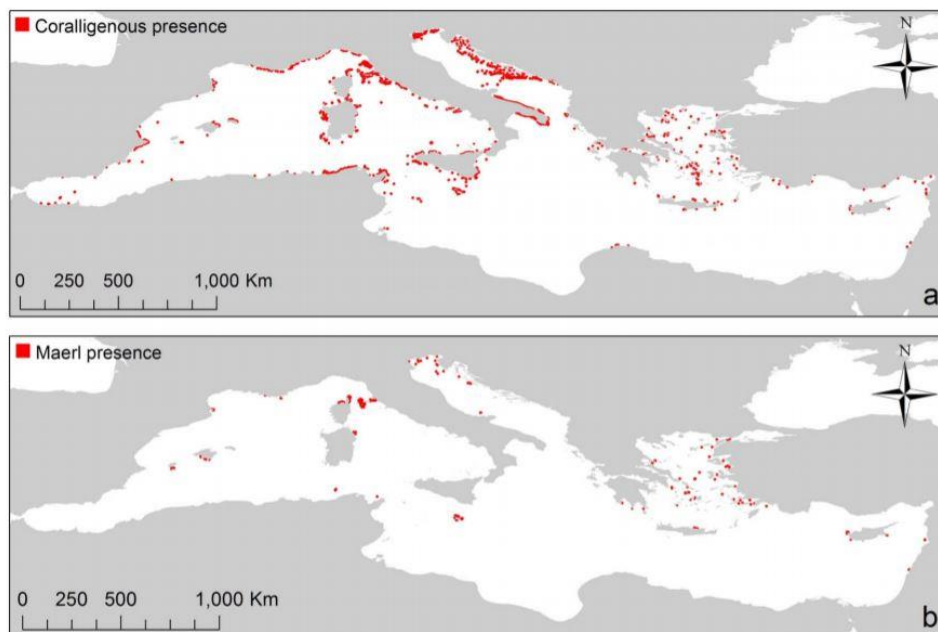 Coralligenous presence
N
0 250 500 1,000 Km
a
Maerl presence
N
0 250 500 1,000 Km
b